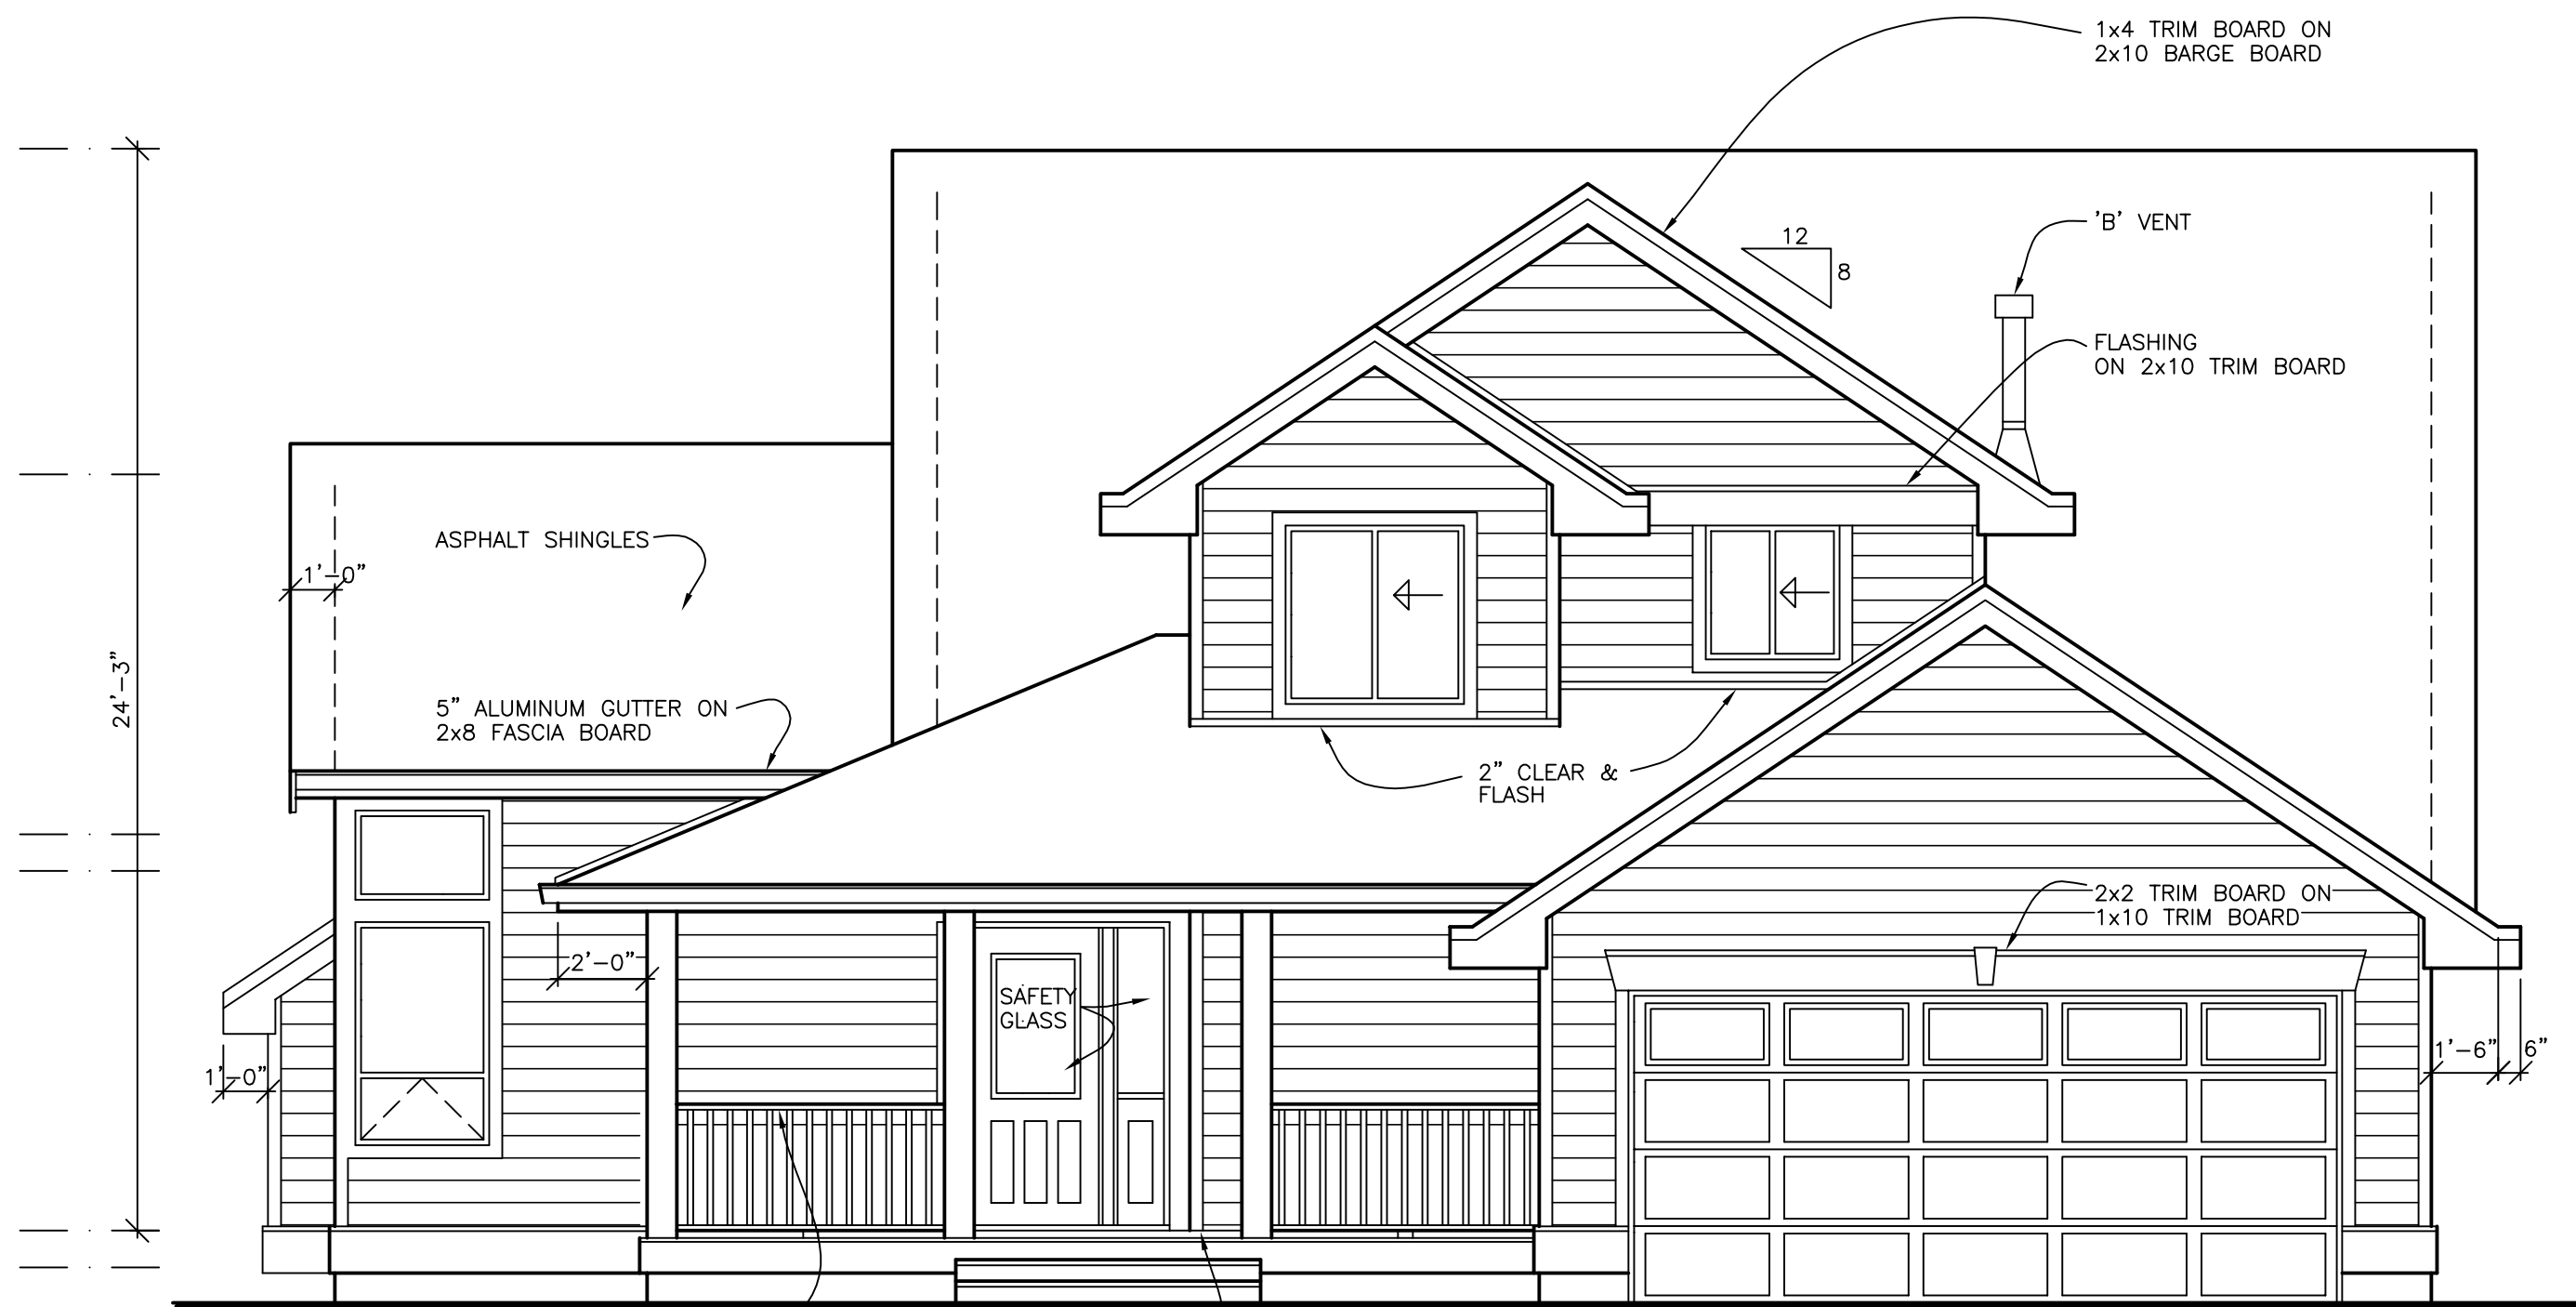 1x4 TRIM BOARD ON
2x10 BARGE BOARD
'B' VENT
12
8
FLASHING
ON 2x10 TRIM BOARD
ASPHALT SHINGLES
1'-0"
24'-3"
5" ALUMINUM GUTTER ON
2x8 FASCIA BOARD
2" CLEAR &
FLASH
2x2 TRIM BOARD ON
1x10 TRIM BOARD
2'-0"
SAFETY
GLASS
1'-0"
1'-6"
6"